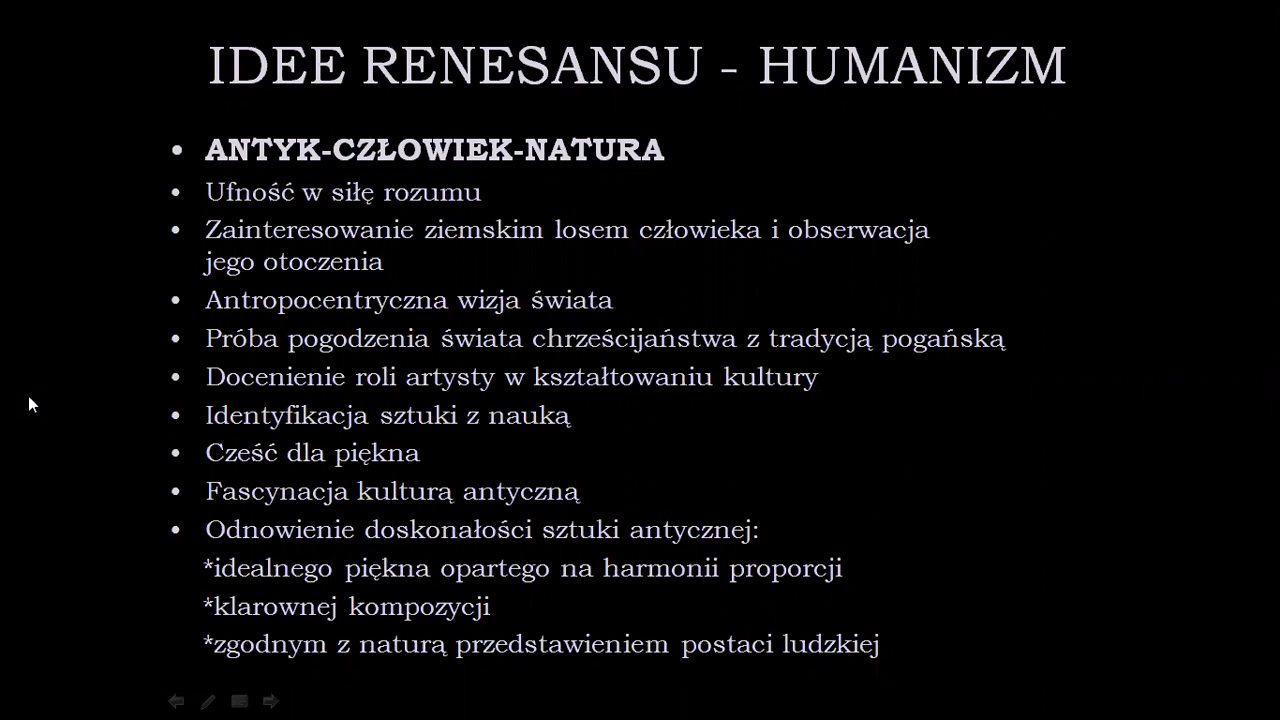 IDEE RENESANSU - HUMANIZM
• ANTYK-CZŁOWIEK-NATURA
• Ufność w siłę rozumu
• Zainteresowanie ziemskim losem człowieka i obserwacja
jego otoczenia
• Antropocentryczna wizja świata
• Próba pogodzenia świata chrześcijaństwa z tradycją pogańską
• Docenienie roli artysty w kształtowaniu kultury
• Identyfikacja sztuki z nauką
• Cześć dla piękna
• Fascynacja kulturą antyczną
• Odnowienie doskonałości sztuki antycznej:
*idealnego piękna opartego na harmonii proporcji
*klarownej kompozycji
*zgodnym z naturą przedstawieniem postaci ludzkiej